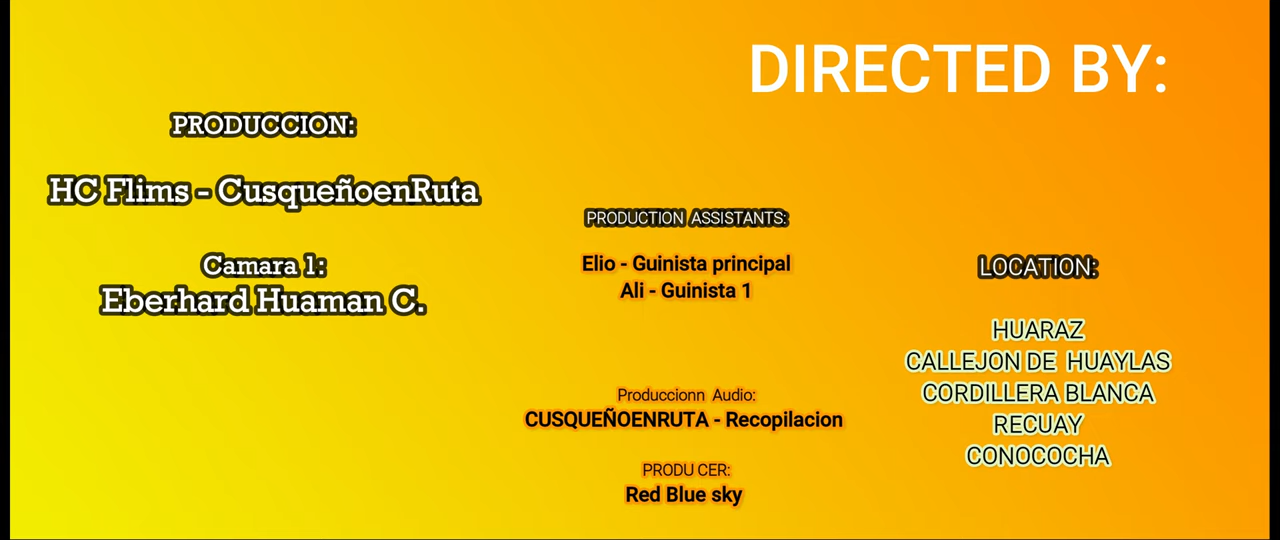 DIRECTED BY:
PRODUCCION:
HC Flims - CusqueñoenRuta
Camara 1:
Eberhard Huaman C.
PRODUCTION ASSISTANTS:
Elio - Guinista principal
Ali - Guinista 1
Produccionn Audio:
CUSQUEÑOENRUTA - Recopilacion
PRODU CER:
Red Blue sky
LOCATION:
HUARAZ
CALLEJON DE HUAYLAS
CORDILLERA BLANCA
RECUAY
CONOCOCHA